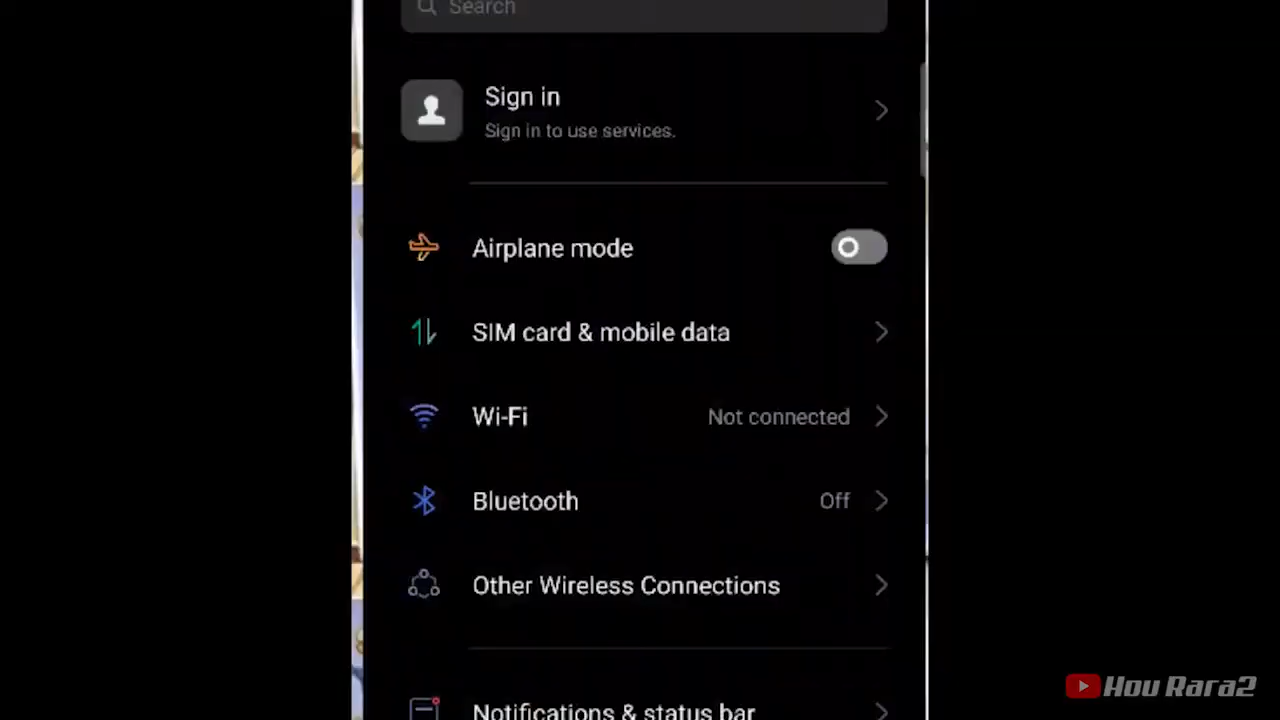 Search
Sign in
Sign in to use services.
Airplane mode
SIM card & mobile data
Wi-Fi Not connected
Bluetooth Off
Other Wireless Connections
Notifications & status bar
Hou Rara2